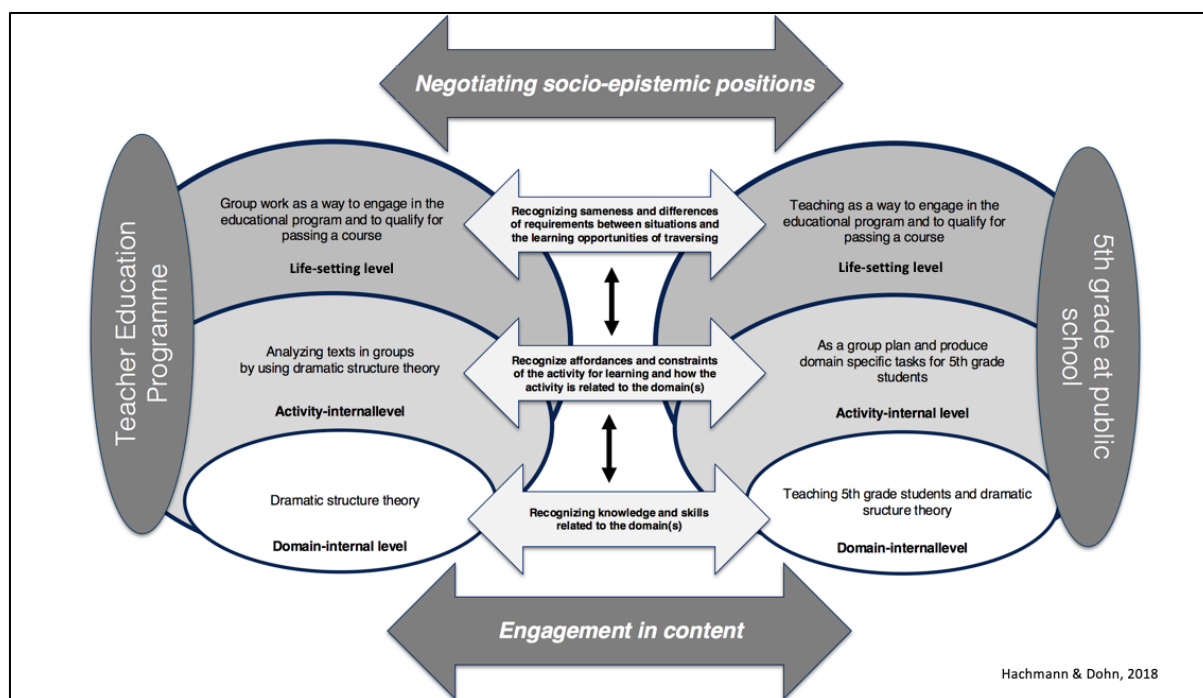 Negotiating socio-epistemic positions
Teacher Education
Programme
Group work as a way to engage in the
educational program and to qualify for
passing a course
Life-setting level
Recognizing sameness and differences
of requirements between situations and
the learning opportunities of traversing
Teaching as a way to engage in the
educational program and to qualify for
passing a course
Life-setting level
5th grade at public
school
Analyzing texts in groups
by using dramatic structure theory
Activity-internallevel
Recognize affordances and constraints
of the activity for learning and how the
activity is related to the domain(s)
As a group plan and produce
domain specific tasks for 5th grade
students
Activity-internal level
Dramatic structure theory
Domain-internal level
Recognizing knowledge and skills
related to the domain(s)
Teaching 5th grade students and dramatic
sructure theory
Domain-internallevel
Engagement in content
Hachmann & Dohn, 2018